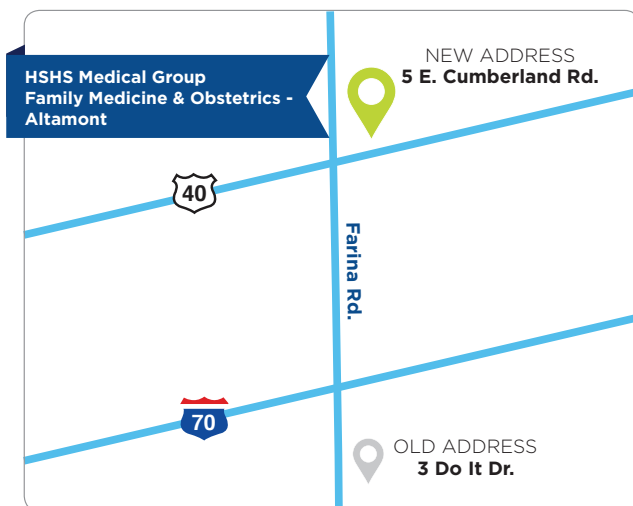 HSHS Medical Group
Family Medicine & Obstetrics -
Altamont
NEW ADDRESS
5 E. Cumberland Rd.
40
Farina Rd.
70
OLD ADDRESS
3 Do It Dr.